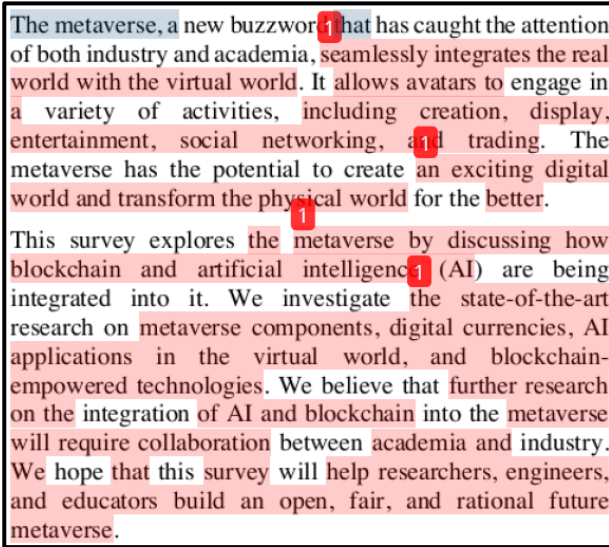 The metaverse, a new buzzword that has caught the attention
of both industry and academia, seamlessly integrates the real
world with the virtual world. It allows avatars to engage in
a variety of activities, including creation, display,
entertainment, social networking, and trading. The
metaverse has the potential to create an exciting digital
world and transform the physical world for the better.
This survey explores the metaverse by discussing how
blockchain and artificial intelligence (AI) are being
integrated into it. We investigate the state-of-the-art
research on metaverse components, digital currencies, AI
applications in the virtual world, and blockchain-
empowered technologies. We believe that further research
on the integration of AI and blockchain into the metaverse
will require collaboration between academia and industry.
We hope that this survey will help researchers, engineers,
and educators build an open, fair, and rational future
metaverse.
1
1
1
1